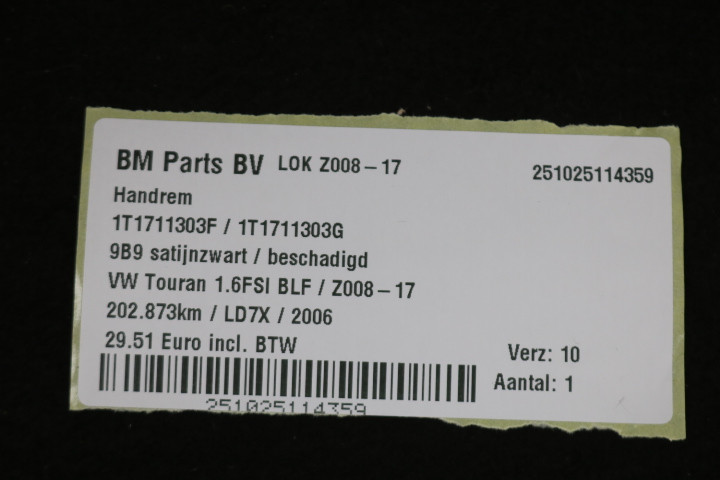 BM Parts BV LOK Z008-17 251025114359
Handrem
1T1711303F / 1T1711303G
9B9 satijnzwart / beschadigd
VW Touran 1.6FSI BLF / Z008-17
202.873km / LD7X / 2006
29.51 Euro incl. BTW
Verz: 10
Aantal: 1
251025114359